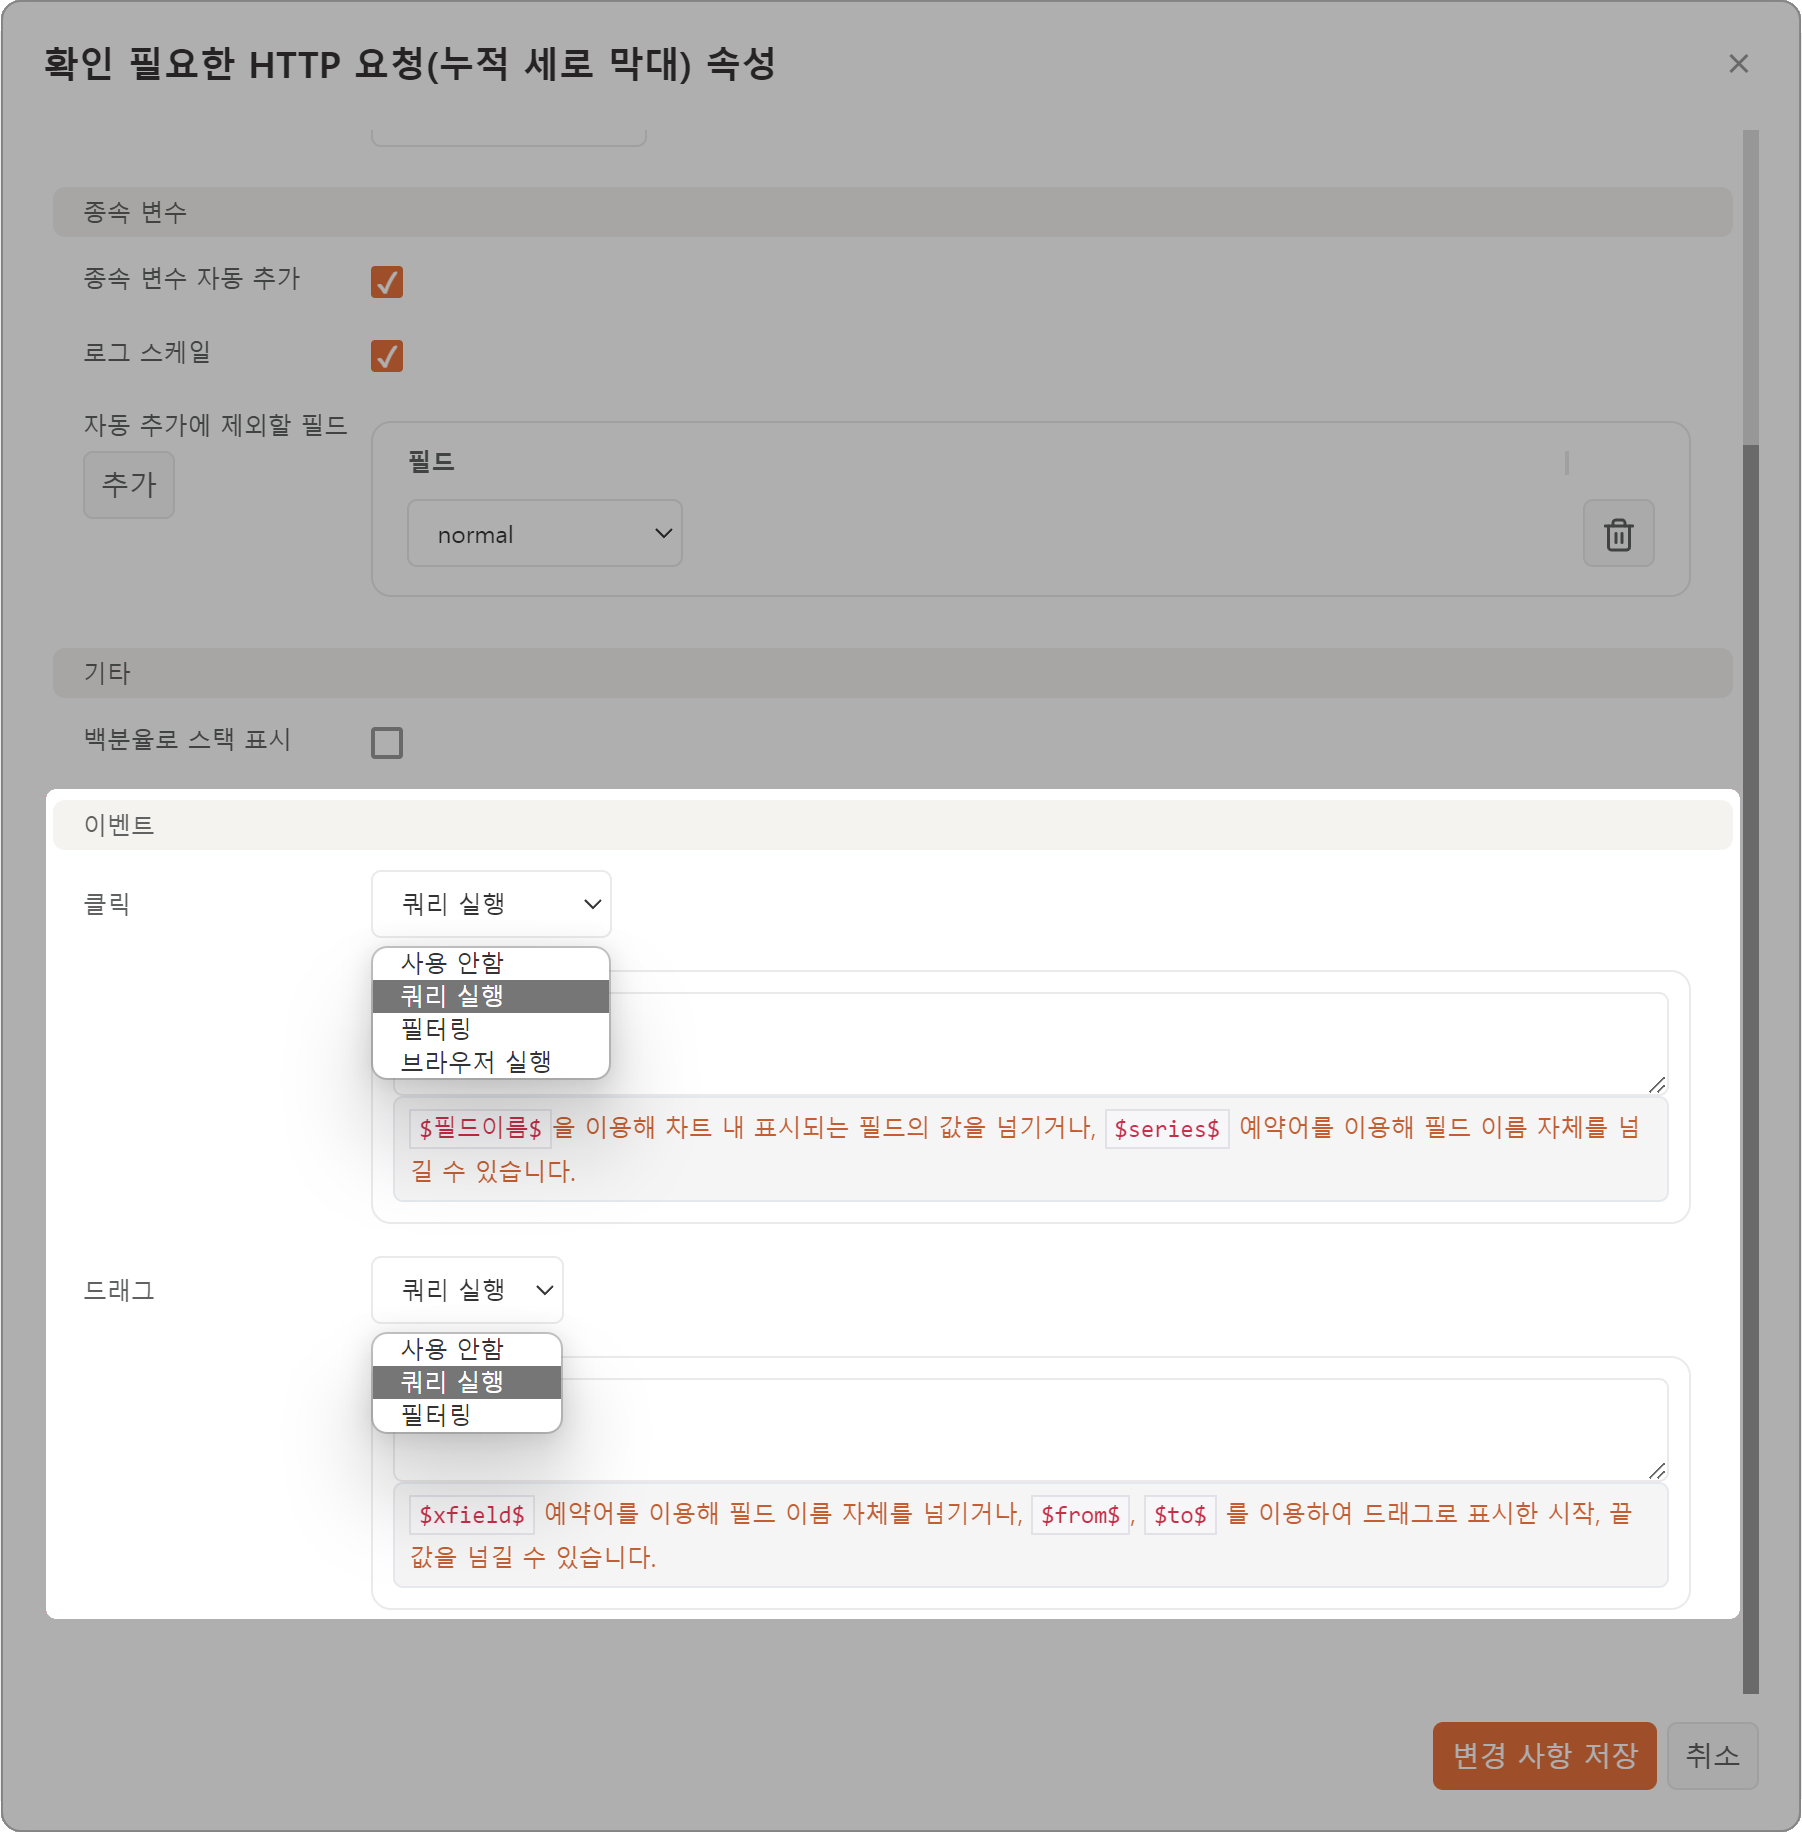 확인 필요한 HTTP 요청(누적 세로 막대) 속성
종속 변수
종속 변수 자동 추가
로그 스케일
자동 추가에 제외할 필드
추가
필드
normal
기타
백분율로 스택 표시
이벤트
클릭
쿼리 실행
사용 안함
쿼리 실행
필터링
브라우저 실행
$필드이름$ 을 이용해 차트 내 표시되는 필드의 값을 넘기거나, $series$ 예약어를 이용해 필드 이름 자체를 넘
길 수 있습니다.
드래그
쿼리 실행
사용 안함
쿼리 실행
필터링
$xfield$ 예약어를 이용해 필드 이름 자체를 넘기거나, $from$, $to$ 를 이용하여 드래그로 표시한 시작, 끝
값을 넘길 수 있습니다.
변경 사항 저장
취소